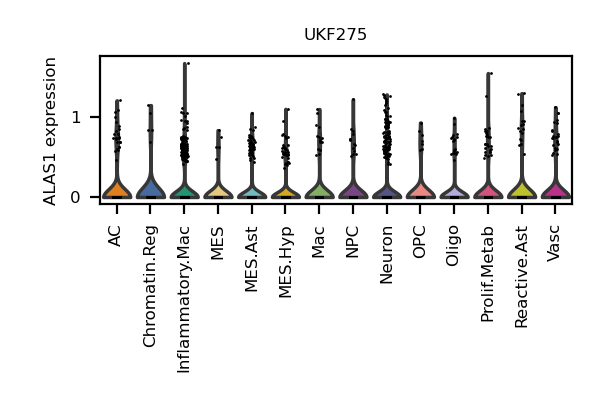 UKF275
ALAS1 expression
1
0
AC
Chromatin.Reg
Inflammatory.Mac
MES
MES.Ast
MES.Hyp
Mac
NPC
Neuron
OPC
Oligo
Prolif.Metab
Reactive.Ast
Vasc